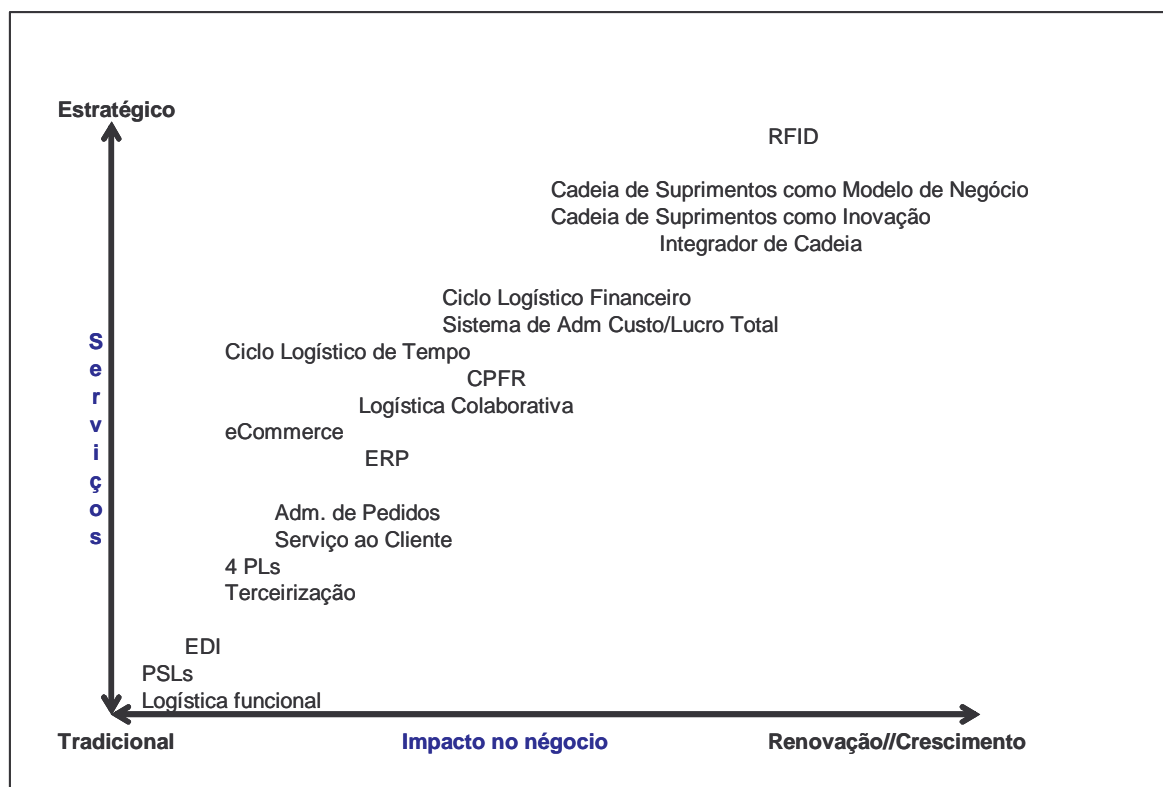 Estratégico
RFID
Cadeia de Suprimentos como Modelo de Negócio
Cadeia de Suprimentos como Inovação
Integrador de Cadeia
Ciclo Logístico Financeiro
Sistema de Adm Custo/Lucro Total
Serviços
Ciclo Logístico de Tempo
CPFR
Logística Colaborativa
eCommerce
ERP
Adm. de Pedidos
Serviço ao Cliente
4 PLs
Terceirização
EDI
PSLs
Logística funcional
Tradicional
Impacto no négocio
Renovação//Crescimento